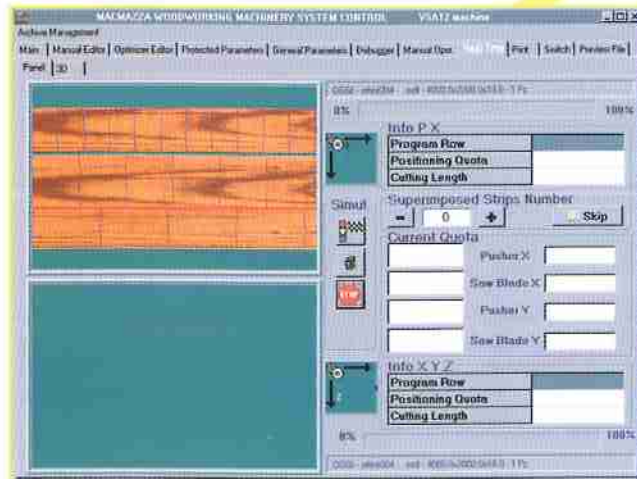 MACMAZZA WOODWORKING MACHINERY SYSTEM CONTROL VSA12 machine
Archive Management
Main Manual Editor Optimizer Editor Protected Parameters General Parameters Debugger Manual Oper. Print Switch Preview File
Panel 3D
0% 100%
Info P X
Program Row
Positioning Quota
Cutting Length
Simul
Superimposed Strips Number
- 0 + Skip
Current Quota
Pusher X
Saw Blade X
STOP
Pusher Y
Saw Blade Y
Info X Y Z
Program Row
Z
Positioning Quota
Cutting Length
0% 100%